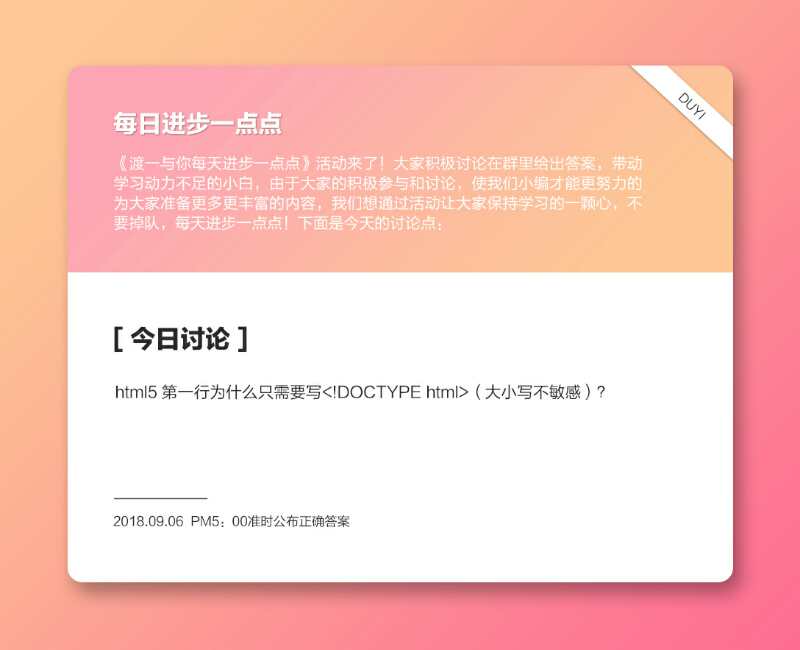 DUYI
每日进步一点点
《渡一与你每天进步一点点》活动来了！大家积极讨论在群里给出答案，带动
学习动力不足的小白，由于大家的积极参与和讨论，使我们小编才能更努力的
为大家准备更多更丰富的内容，我们想通过活动让大家保持学习的一颗心，不
要掉队，每天进步一点点！下面是今天的讨论点：
[ 今日讨论 ]
html5 第一行为什么只需要写<!DOCTYPE html>（大小写不敏感）？
2018.09.06 PM5：00准时公布正确答案